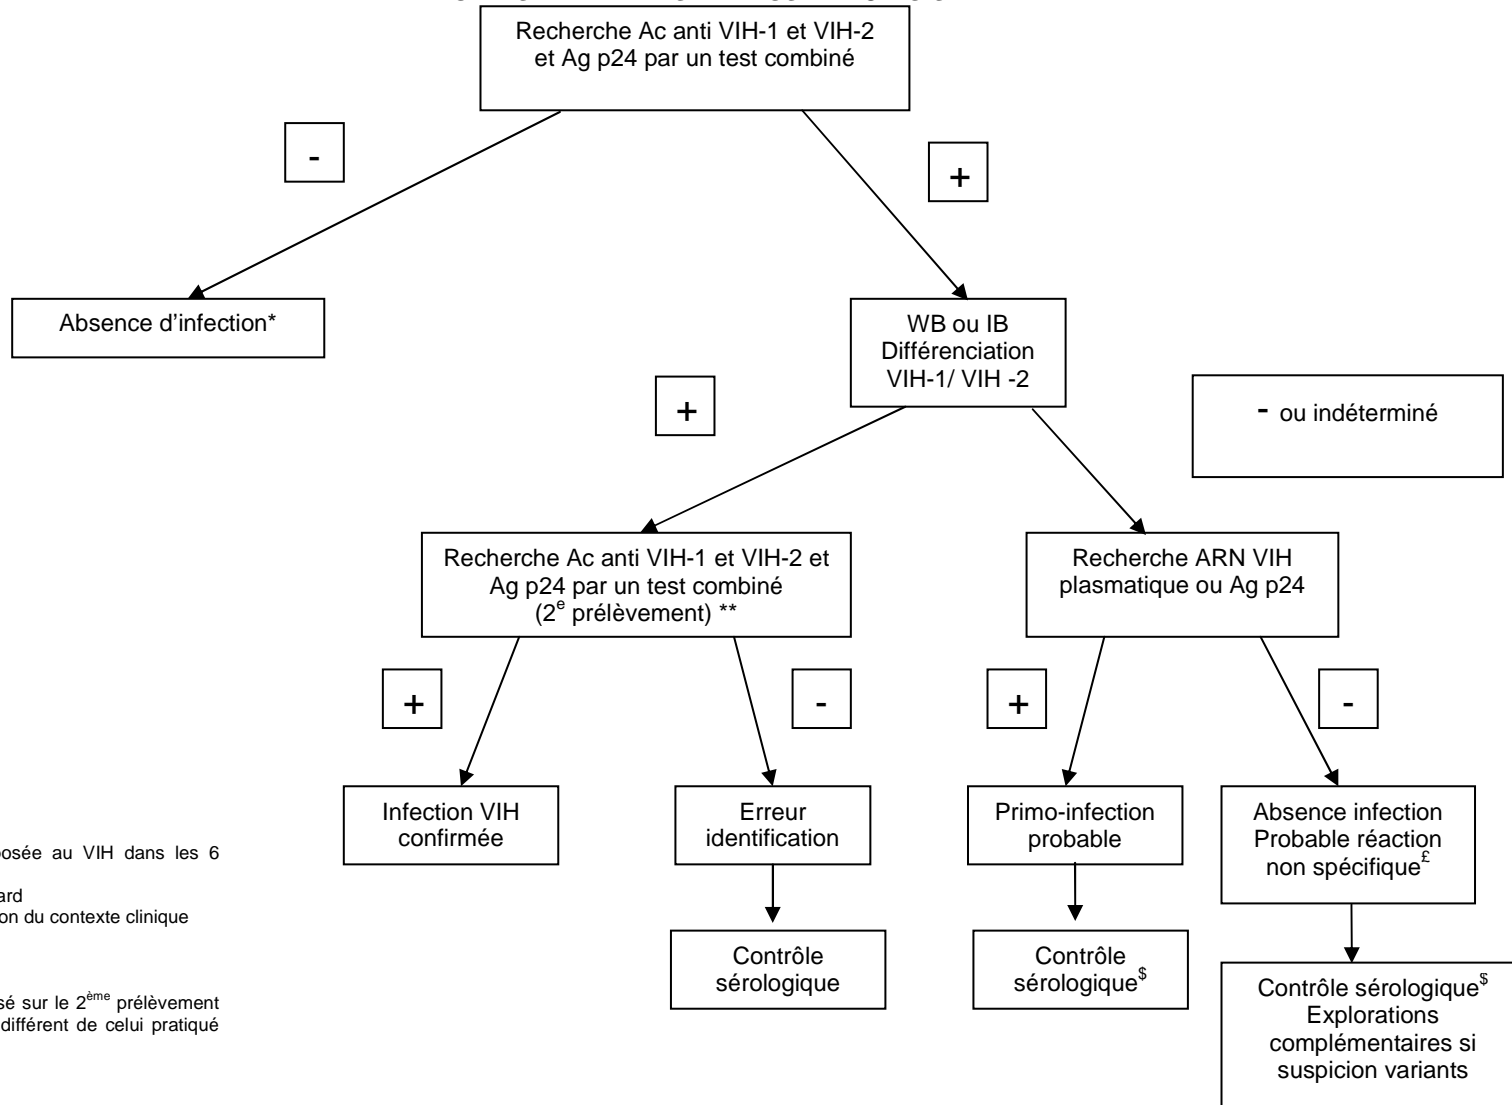 Recherche Ac anti VIH-1 et VIH-2
et Ag p24 par un test combiné
-
+
Absence d'infection*
WB ou IB
Différenciation
VIH-1/ VIH -2
+
- ou indéterminé
Recherche Ac anti VIH-1 et VIH-2 et
Ag p24 par un test combiné
(2e prélèvement) **
Recherche ARN VIH
plasmatique ou Ag p24
+
-
+
-
Infection VIH
confirmée
Erreur
identification
Primo-infection
probable
Absence infection
Probable réaction
non spécifique£
Contrôle
sérologique
Contrôle
sérologique$
Contrôle sérologique$
Explorations
complémentaires si
suspicion variants
osée au VIH dans les 6
ard
on du contexte clinique
sé sur le 2ème prélèvement
différent de celui pratiqué